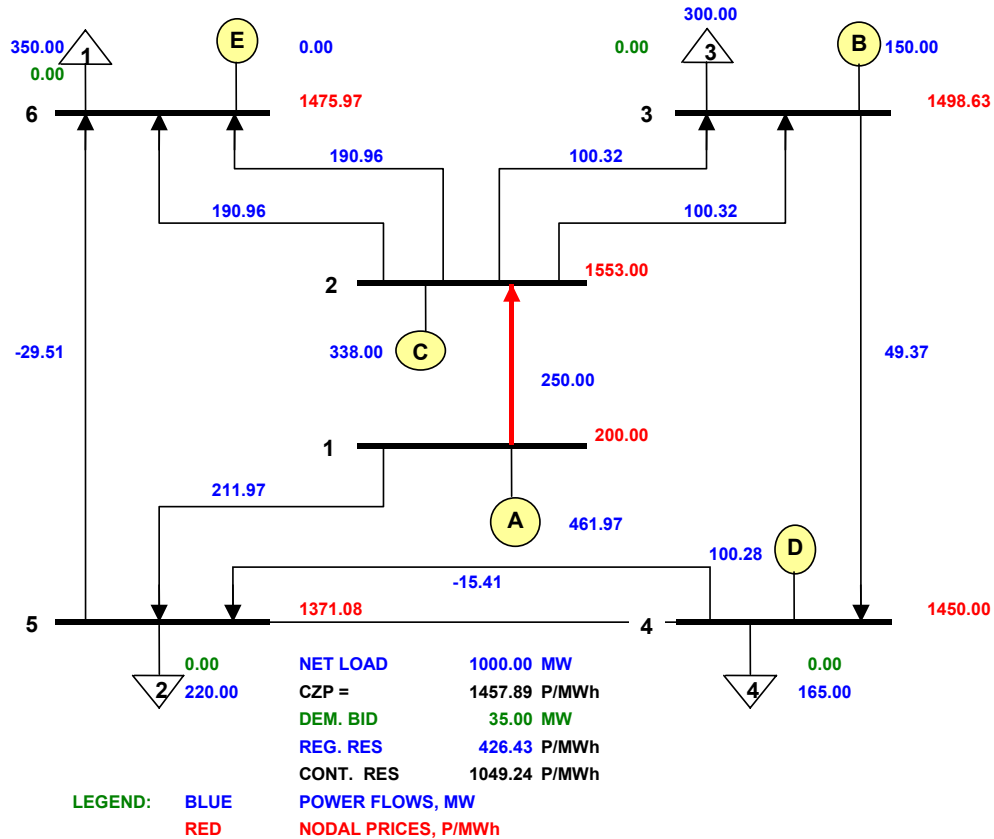 300.00
350.00 1 E 0.00 0.00 3 B 150.00
0.00
6 1475.97 3 1498.63
190.96 100.32
190.96 100.32
2 1553.00
-29.51 338.00 C 250.00 49.37
1 200.00
211.97
A 461.97 100.28 D
-15.41
5 1371.08 4 1450.00
0.00 NET LOAD 1000.00 MW 0.00
2 220.00 CZP = 1457.89 P/MWh 4 165.00
DEM. BID 35.00 MW
REG. RES 426.43 P/MWh
CONT. RES 1049.24 P/MWh
LEGEND: BLUE POWER FLOWS, MW
RED NODAL PRICES, P/MWh